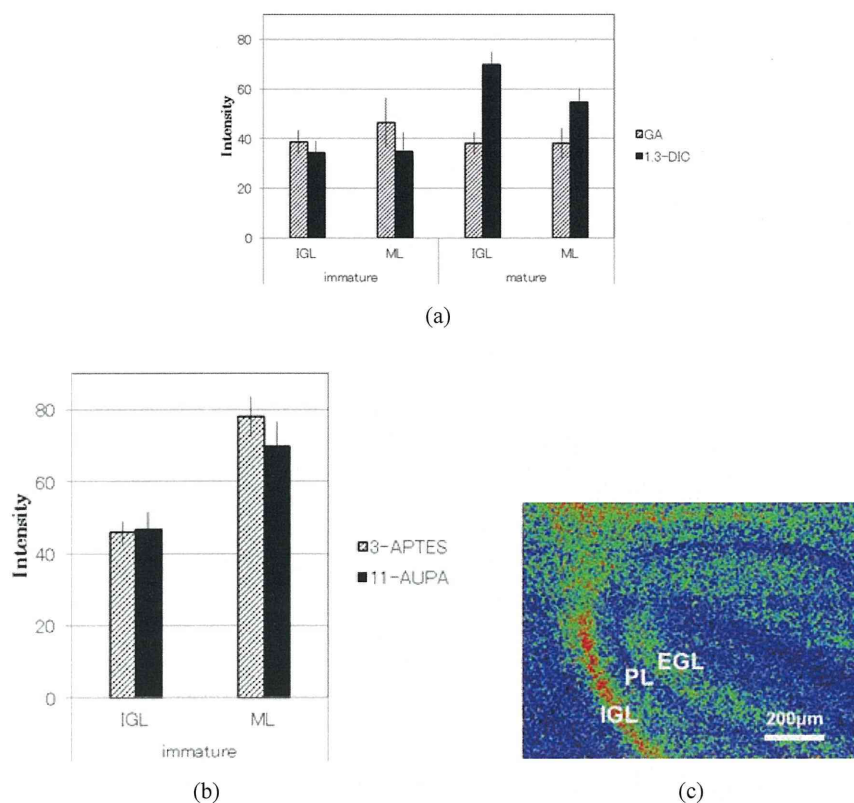 80
60
40
20
0
Intensity
IGL
ML
IGL
ML
immature
mature
GA
1.3-DIC
(a)
80
60
40
20
0
Intensity
IGL
ML
immature
3-APTES
11-AUPA
(b)
EGL
PL
IGL
200µm
(c)